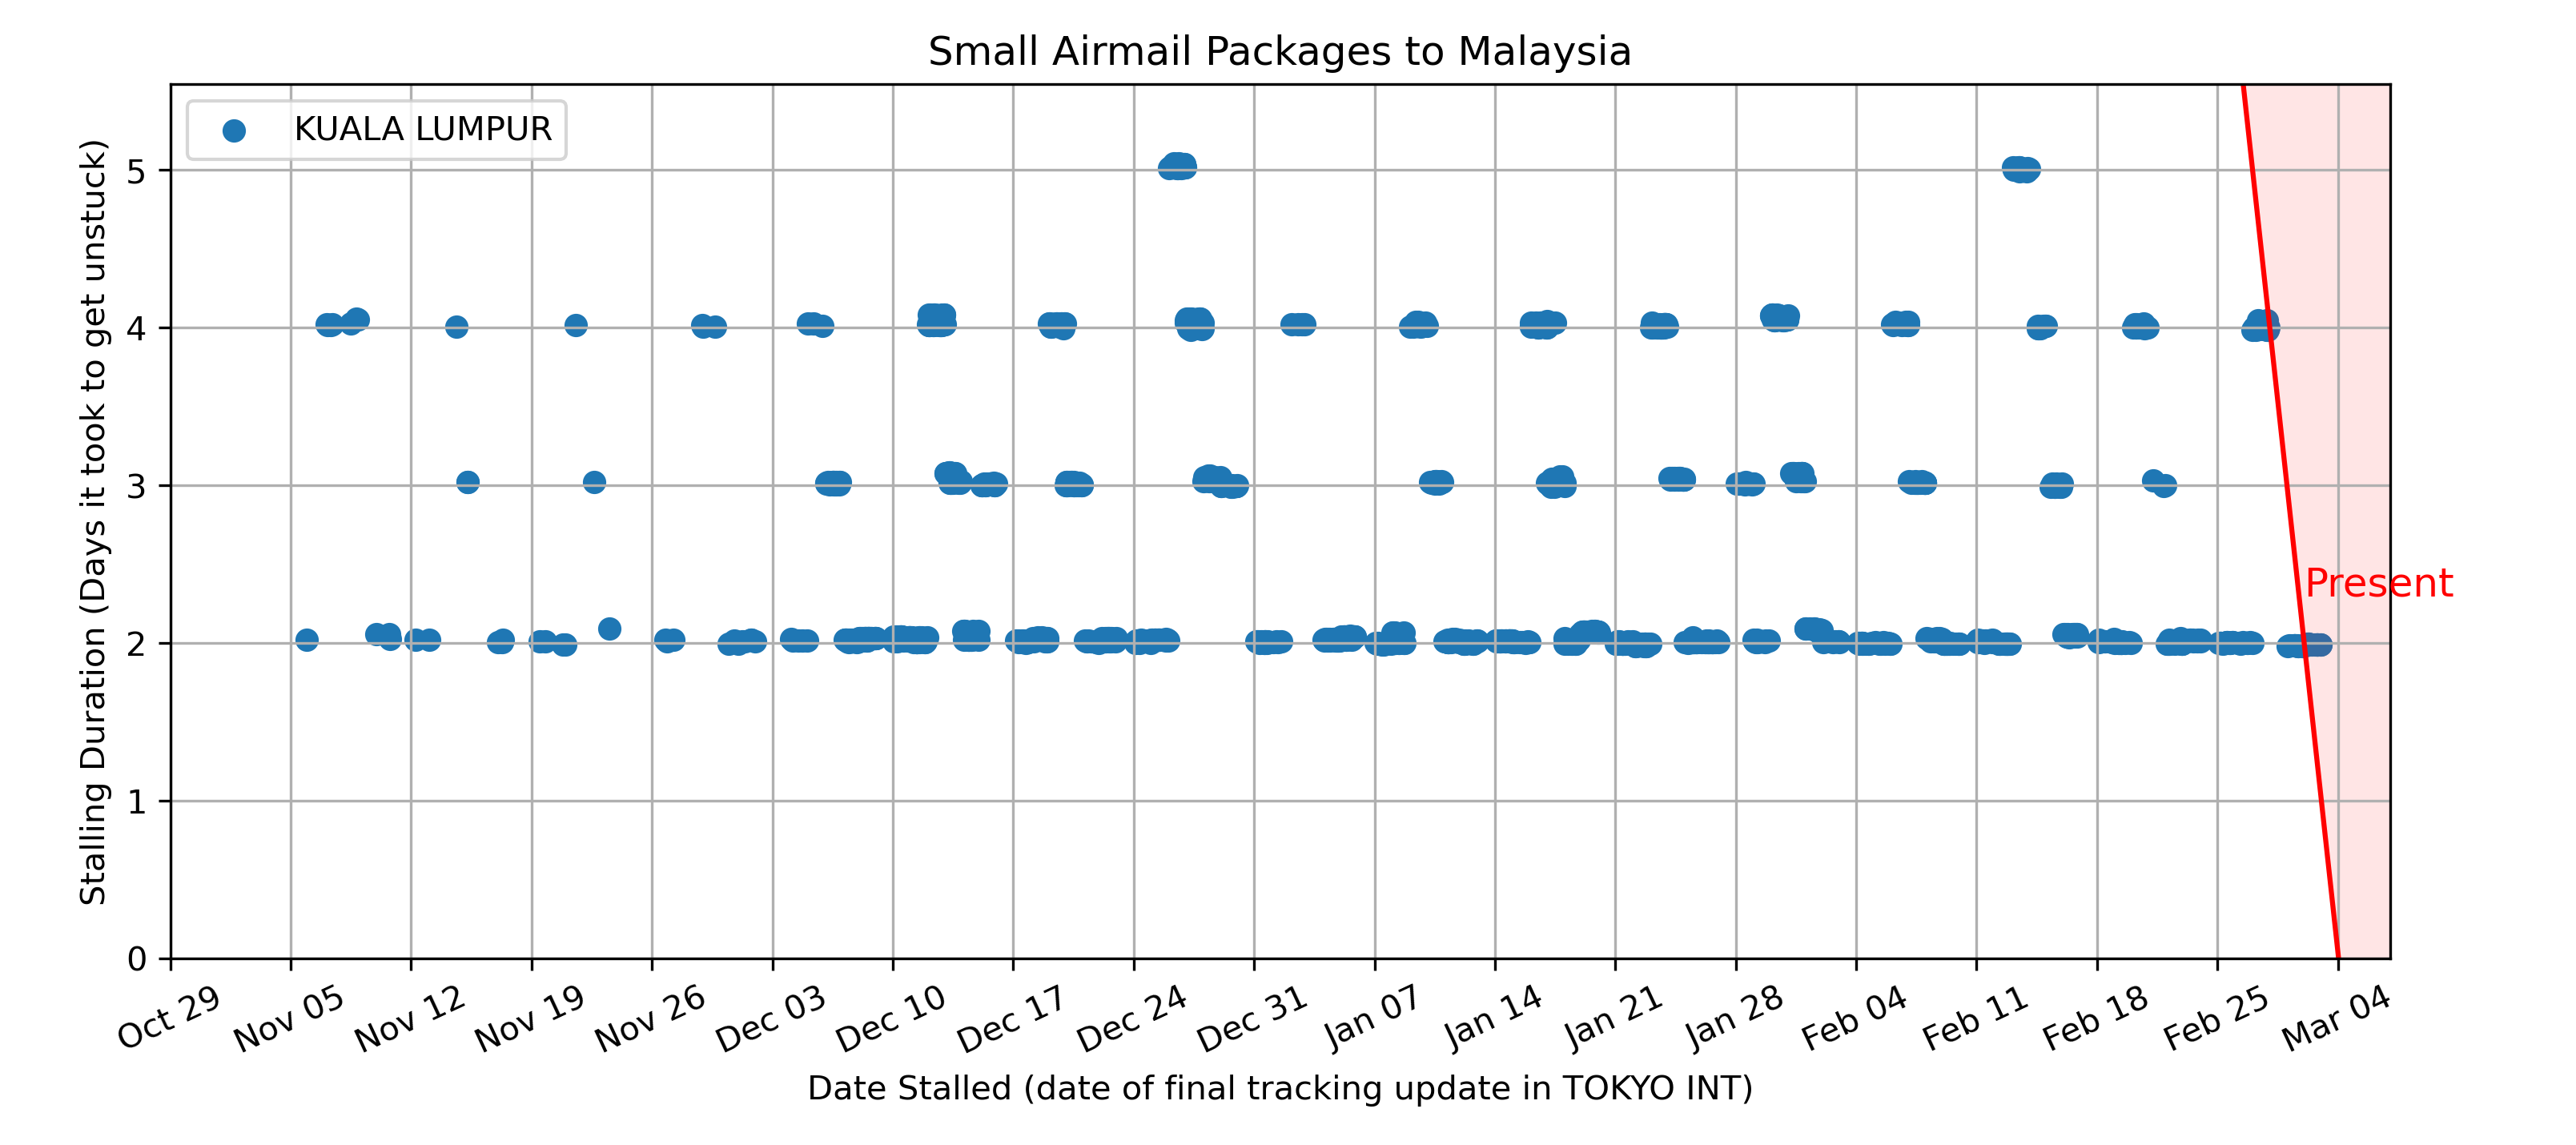 Small Airmail Packages to Malaysia
KUALA LUMPUR
Stalling Duration (Days it took to get unstuck)
5
4
3
2
1
0
Present
Oct 29
Nov 05
Nov 12
Nov 19
Nov 26
Dec 03
Dec 10
Dec 17
Dec 24
Dec 31
Jan 07
Jan 14
Jan 21
Jan 28
Feb 04
Feb 11
Feb 18
Feb 25
Mar 04
Date Stalled (date of final tracking update in TOKYO INT)